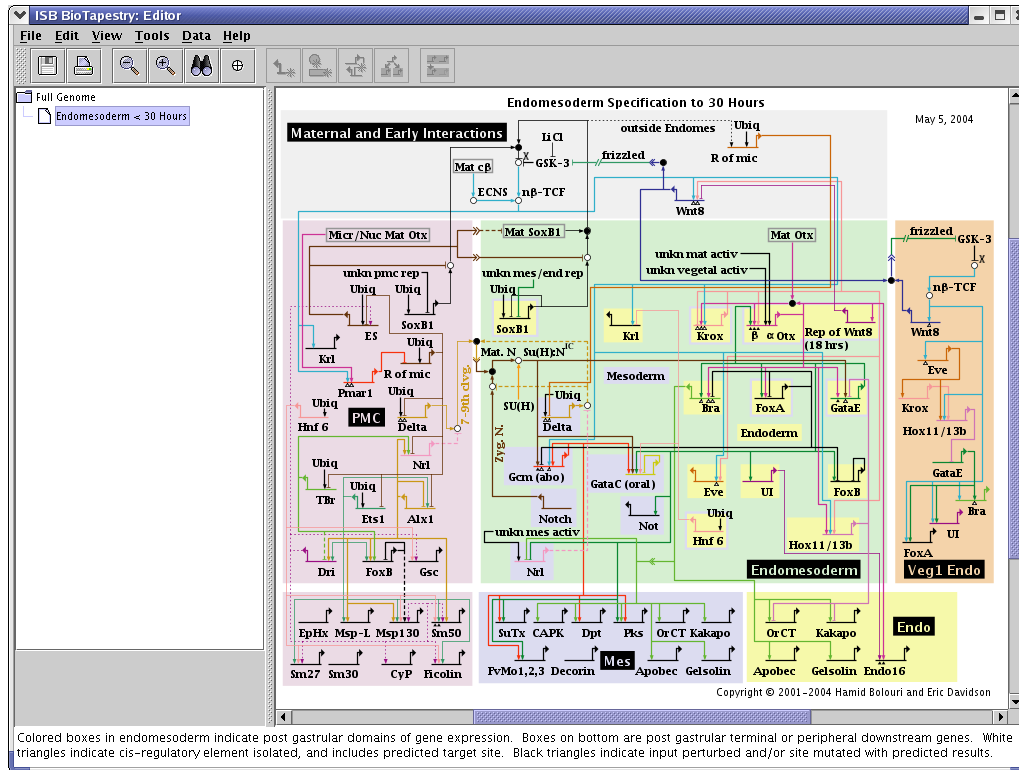 ISB BioTapestry: Editor
File Edit View Tools Data Help
Full Genome
Endomesoderm < 30 Hours
Endomesoderm Specification to 30 Hours
May 5, 2004
Maternal and Early Interactions
LiCl
outside Endomes
Ubiq
R of mic
X
GSK-3
frizzled
Mat cβ
ECNS
nβ-TCF
Wnt8
Micr/Nuc Mat Otx
Mat SoxB1
Mat Otx
frizzled
GSK-3
X
unkn mat activ
unkn pmc rep
unkn mes/end rep
unkn vegetal activ
Ubiq
Ubiq
Ubiq
nβ-TCF
ES
SoxB1
SoxB1
Krl
Krox
β
α Otx
Rep of Wnt8
(18 hrs)
Wnt8
Krl
Ubiq
R of mic
Mat. N
Su(H):N
IC
Eve
Pmar1
Mesoderm
7-9th clvg.
Ubiq
Hnf 6
PMC
Ubiq
Delta
SU(H)
Ubiq
Delta
Bra
FoxA
GataE
Krox
Hox11/13b
Endoderm
Zyg. N.
Nrl
Ubiq
TBr
Ubiq
Ets1
Alx1
Gcm (abo)
GataC (oral)
Eve
UI
FoxB
GataE
Bra
Notch
Not
Ubiq
Hnf 6
UI
unkn mes activ
Hox11/13b
FoxA
Dri
FoxB
Gsc
Nrl
Endomesoderm
Veg1 Endo
EpHx
Msp-L
Msp130
Sm50
SuTx
CAPK
Dpt
Pks
OrCT
Kakapo
OrCT
Kakapo
Endo
Mes
Sm27
Sm30
CyP
Ficolin
FvMo1,2,3
Decorin
Apobec
Gelsolin
Apobec
Gelsolin
Endo16
Copyright © 2001-2004 Hamid Bolouri and Eric Davidson
Colored boxes in endomesoderm indicate post gastrular domains of gene expression. Boxes on bottom are post gastrular terminal or peripheral downstream genes. White
triangles indicate cis-regulatory element isolated, and includes predicted target site. Black triangles indicate input perturbed and/or site mutated with predicted results.